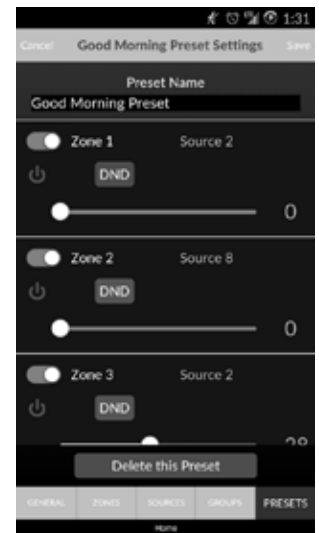 1:31
Cancel Good Morning Preset Settings Save
Preset Name
Good Morning Preset
Zone 1 Source 2
DND
0
Zone 2 Source 8
DND
0
Zone 3 Source 2
DND
28
Delete this Preset
GENERAL ZONES SOURCES GROUPS PRESETS
Home